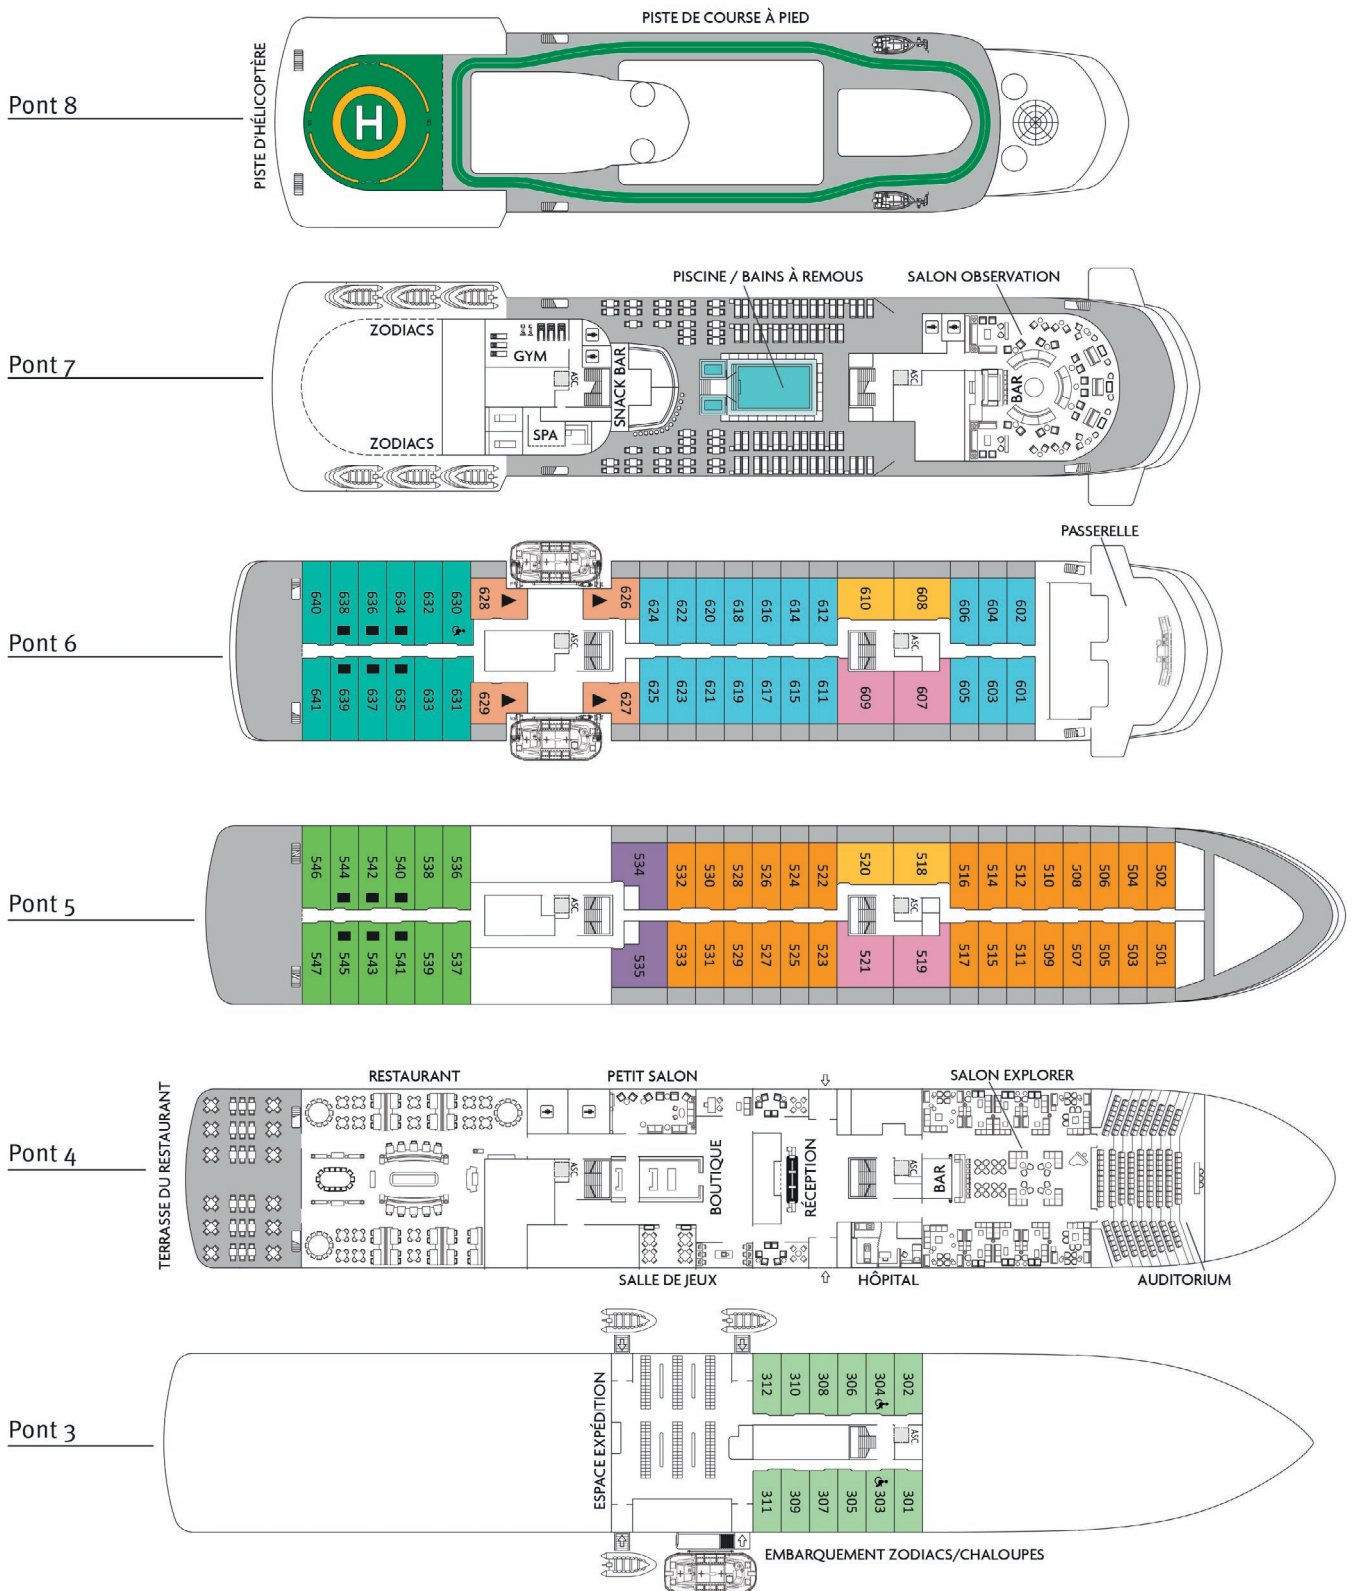 PISTE DE COURSE À PIED
Pont 8
PISTE D'HÉLICOPTÈRE
H
PISCINE / BAINS À REMOUS
SALON OBSERVATION
Pont 7
ZODIACS
GYM
ASC.
SNACK BAR
SPA
ZODIACS
ASC.
BAR
PASSERELLE
Pont 6
640 638 636 634 632 630 628 626 624 622 620 618 616 614 612 610 608 606 604 602
ASC. ASC.
641 639 637 635 633 631 629 627 625 623 621 619 617 615 611 609 607 605 603 601
Pont 5
546 544 542 540 538 536 534 532 530 528 526 524 522 520 518 516 514 512 510 508 506 504 502
ASC. ASC.
547 545 543 541 539 537 535 533 531 529 527 525 523 521 519 517 515 511 509 507 505 503 501
RESTAURANT
PETIT SALON
SALON EXPLORER
Pont 4
TERRASSE DU RESTAURANT
ASC.
BOUTIQUE
RÉCEPTION
ASC.
BAR
SALLE DE JEUX
HÔPITAL
AUDITORIUM
Pont 3
ESPACE EXPÉDITION
312 310 308 306 304 302
ASC.
311 309 307 305 303 301
EMBARQUEMENT ZODIACS/CHALOUPES